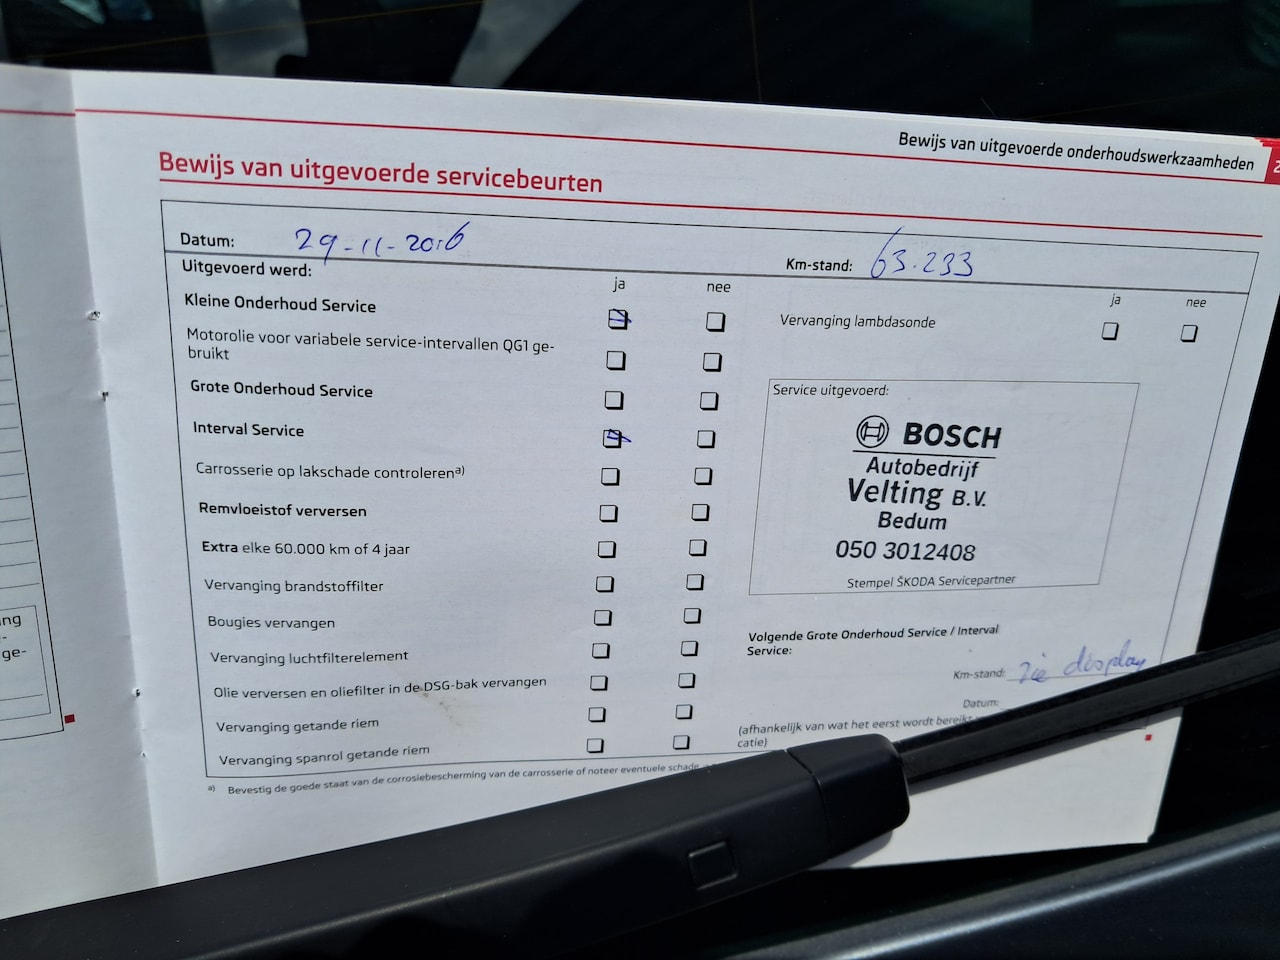 Bewijs van uitgevoerde onderhoudswerkzaamheden
2
Bewijs van uitgevoerde servicebeurten
Datum: 29-11-2016
Km-stand: 63.233
Uitgevoerd werd:
ja nee
Kleine Onderhoud Service
Motorolie voor variabele service-intervallen QG1 ge-
bruikt
Grote Onderhoud Service
Interval Service
Carrosserie op lakschade controleren a)
Remvloeistof verversen
Extra elke 60.000 km of 4 jaar
Vervanging brandstoffilter
Bougies vervangen
Vervanging luchtfilterelement
Olie verversen en oliefilter in de DSG-bak vervangen
Vervanging getande riem
Vervanging spanrol getande riem
ja nee
Vervanging lambdasonde
Service uitgevoerd:
BOSCH
Autobedrijf
Velting B.V.
Bedum
050 3012408
Stempel ŠKODA Servicepartner
Volgende Grote Onderhoud Service / Interval
Service:
Km-stand: zie display
Datum:
(afhankelijk van wat het eerst wordt bereikt
catie)
a) Bevestig de goede staat van de corrosiebescherming van de carrosserie of noteer eventuele schade
ng
-
ge-